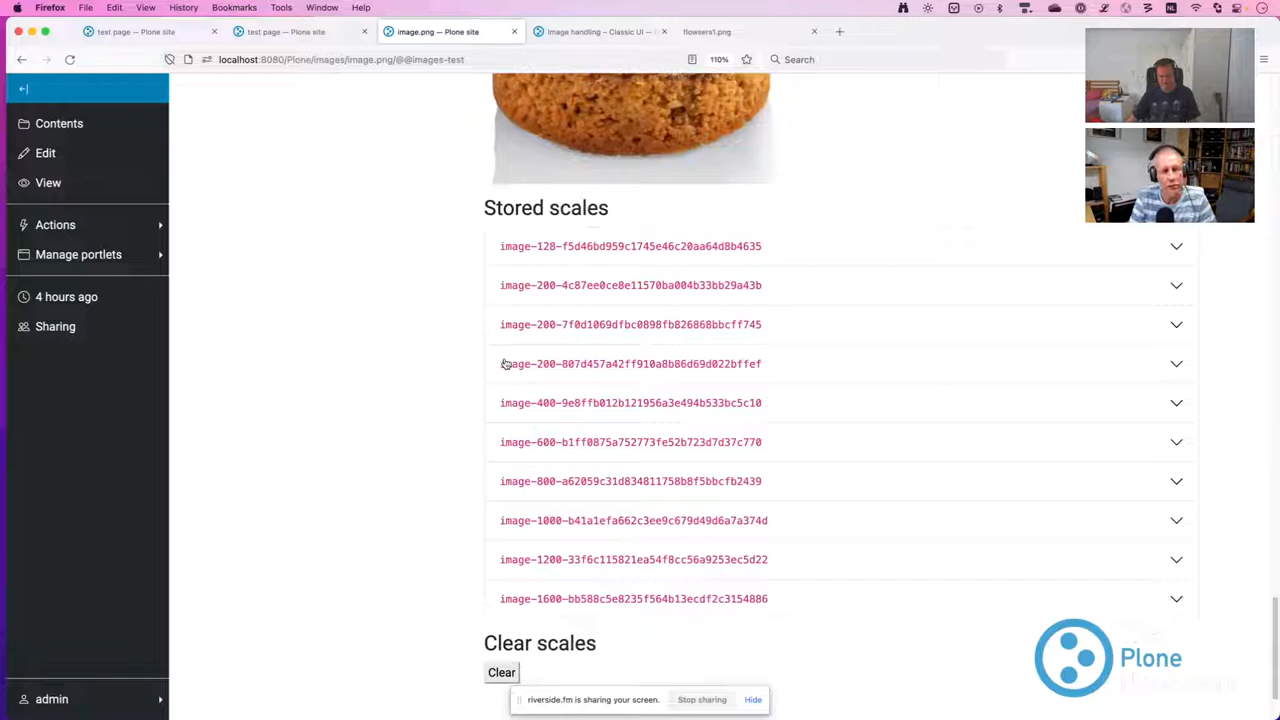 Firefox File Edit View History Bookmarks Tools Window Help
test page — Plone site
test page — Plone site
image.png — Plone site
Image handling – Classic UI —
flowsers1.png
localhost:8080/Plone/images/image.png/@@images-test
110%
Search
Contents
Edit
View
Actions
Manage portlets
4 hours ago
Sharing
admin
Stored scales
image-128-f5d46bd959c1745e46c20aa64d8b4635
image-200-4c87ee0ce8e11570ba004b33bb29a43b
image-200-7f0d1069dfbc0898fb826868bbcff745
image-200-807d457a42ff910a8b86d69d022bffef
image-400-9e8ffb012b121956a3e494b533bc5c10
image-600-b1ff0875a752773fe52b723d7d37c770
image-800-a62059c31d834811758b8f5bbcfb2439
image-1000-b41a1efa662c3ee9c679d49d6a7a374d
image-1200-33f6c115821ea54f8cc56a9253ec5d22
image-1600-bb588c5e8235f564b13ecdf2c3154886
Clear scales
Clear
riverside.fm is sharing your screen.
Stop sharing
Hide
Plone